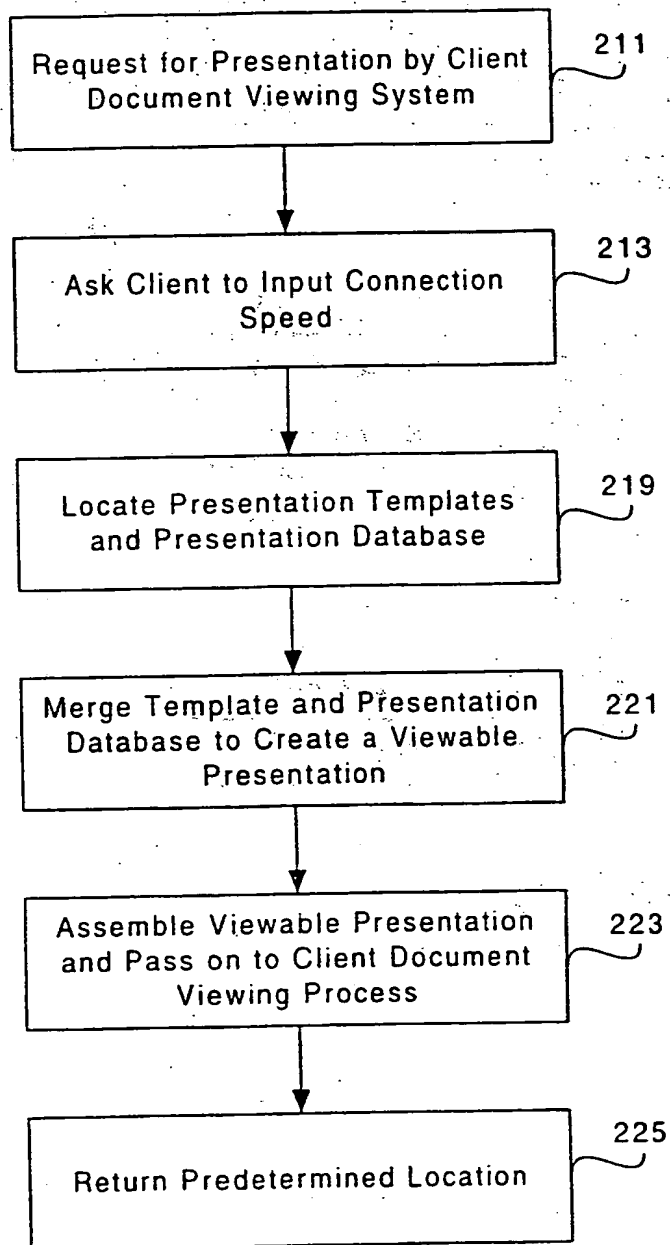 Request for Presentation by Client
Document Viewing System
211
Ask Client to Input Connection
Speed
213
Locate Presentation Templates
and Presentation Database
219
Merge Template and Presentation
Database to Create a Viewable
Presentation
221
Assemble Viewable Presentation
and Pass on to Client Document
Viewing Process
223
Return Predetermined Location
225